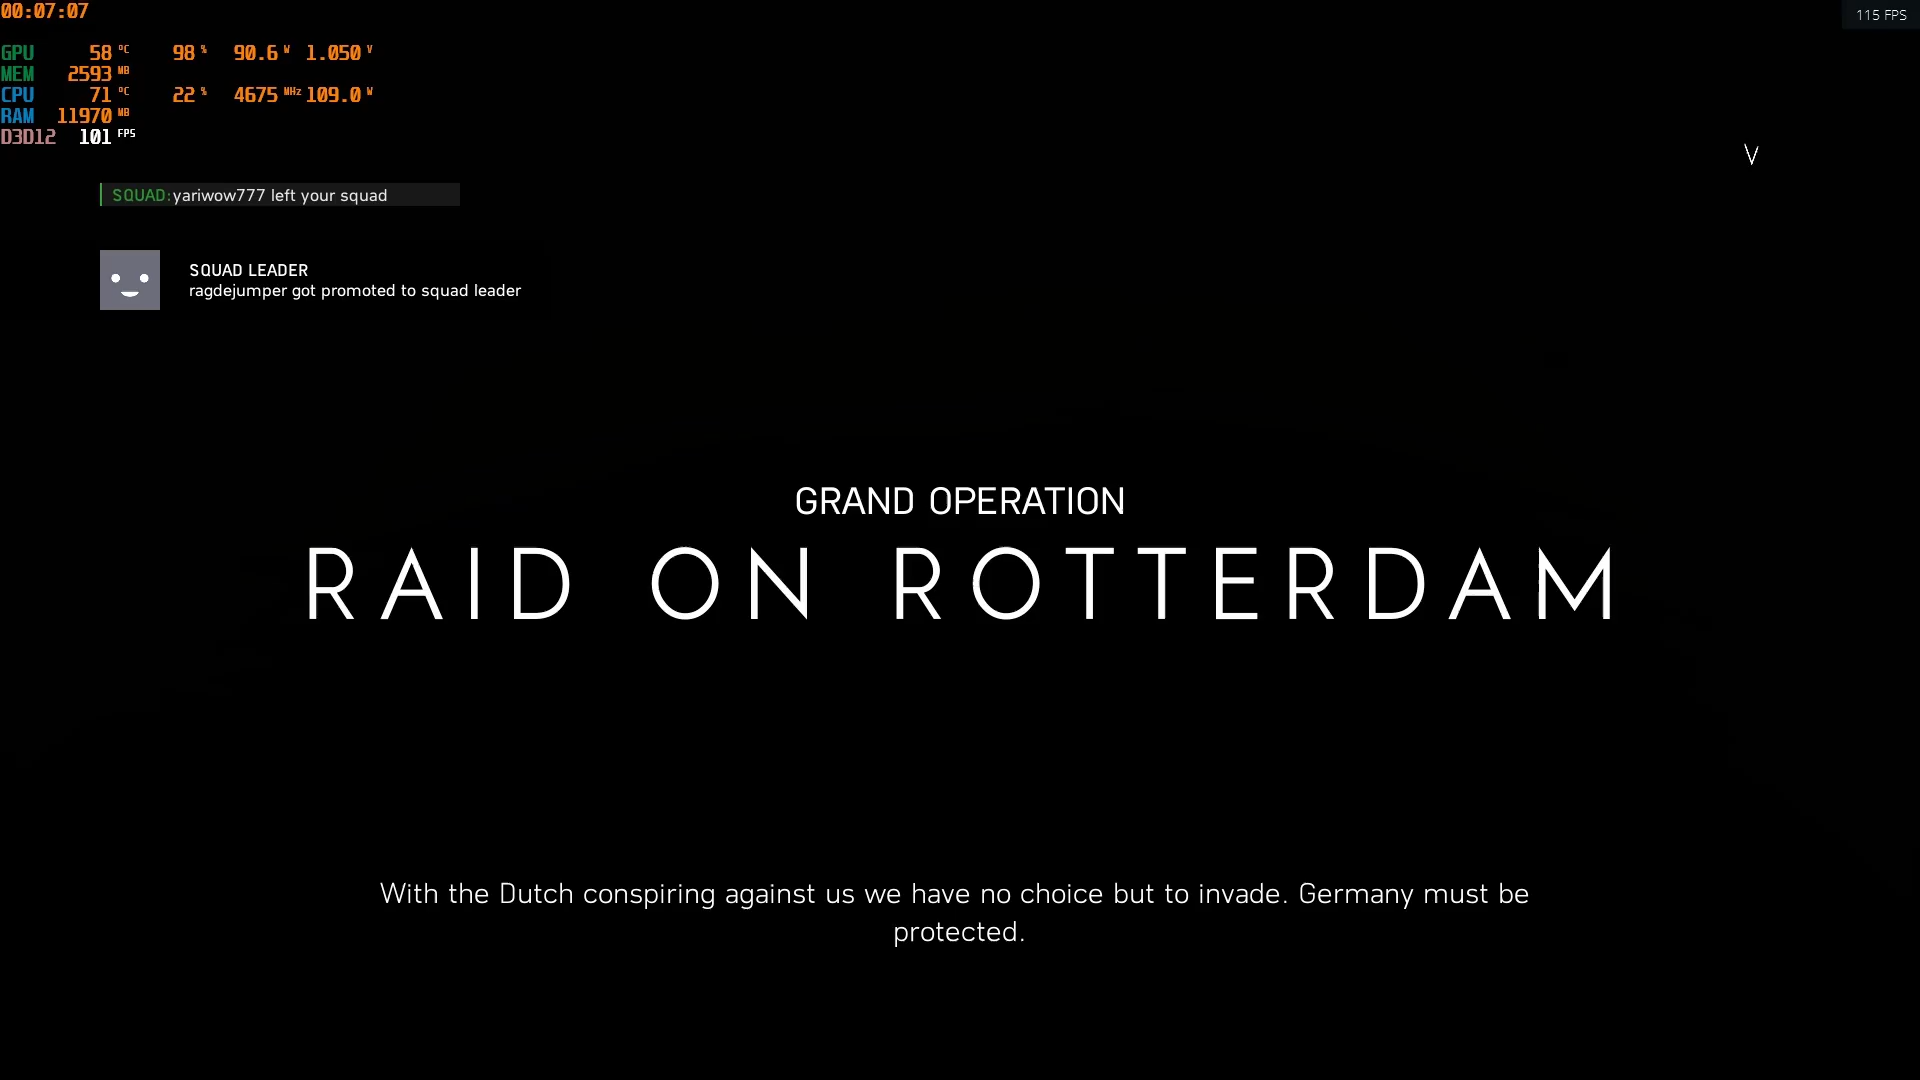 00:07:07
115 FPS
GPU 58 °C 98 % 90.6 W 1.050 V
MEM 2593 MB
CPU 71 °C 22 % 4675 MHz 109.0 W
RAM 11970 MB
D3D12 101 FPS
V
SQUAD:yariwow777 left your squad
SQUAD LEADER
ragdejumper got promoted to squad leader
GRAND OPERATION
RAID ON ROTTERDAM
With the Dutch conspiring against us we have no choice but to invade. Germany must be
protected.